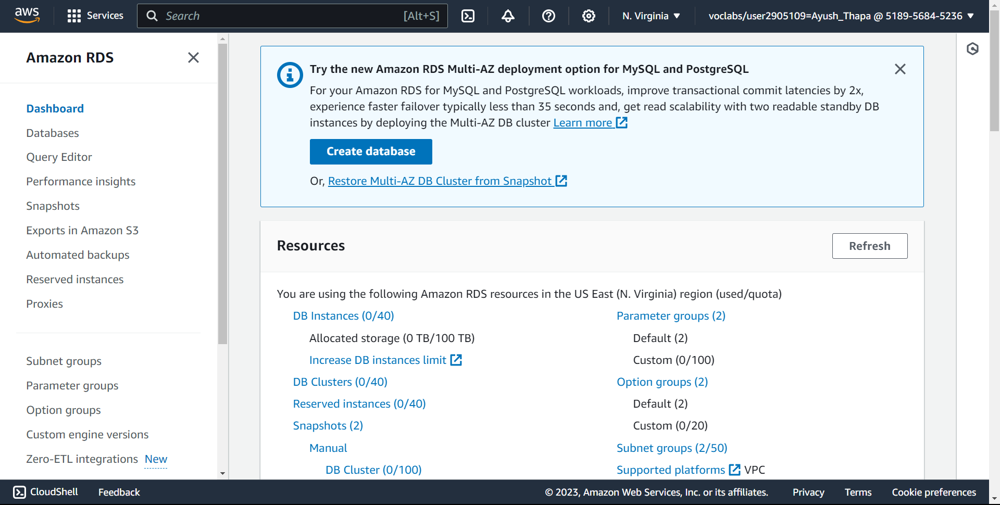 aws
Services
Search
[Alt+S]
N. Virginia
voclabs/user2905109=Ayush_Thapa @ 5189-5684-5236
Amazon RDS
Dashboard
Databases
Query Editor
Performance insights
Snapshots
Exports in Amazon S3
Automated backups
Reserved instances
Proxies
Subnet groups
Parameter groups
Option groups
Custom engine versions
Zero-ETL integrations New
Try the new Amazon RDS Multi-AZ deployment option for MySQL and PostgreSQL
For your Amazon RDS for MySQL and PostgreSQL workloads, improve transactional commit latencies by 2x,
experience faster failover typically less than 35 seconds and, get read scalability with two readable standby DB
instances by deploying the Multi-AZ DB cluster Learn more
Create database
Or, Restore Multi-AZ DB Cluster from Snapshot
Resources
Refresh
You are using the following Amazon RDS resources in the US East (N. Virginia) region (used/quota)
DB Instances (0/40)
Allocated storage (0 TB/100 TB)
Increase DB instances limit
DB Clusters (0/40)
Reserved instances (0/40)
Snapshots (2)
Manual
DB Cluster (0/100)
Parameter groups (2)
Default (2)
Custom (0/100)
Option groups (2)
Default (2)
Custom (0/20)
Subnet groups (2/50)
Supported platforms VPC
CloudShell
Feedback
© 2023, Amazon Web Services, Inc. or its affiliates.
Privacy
Terms
Cookie preferences